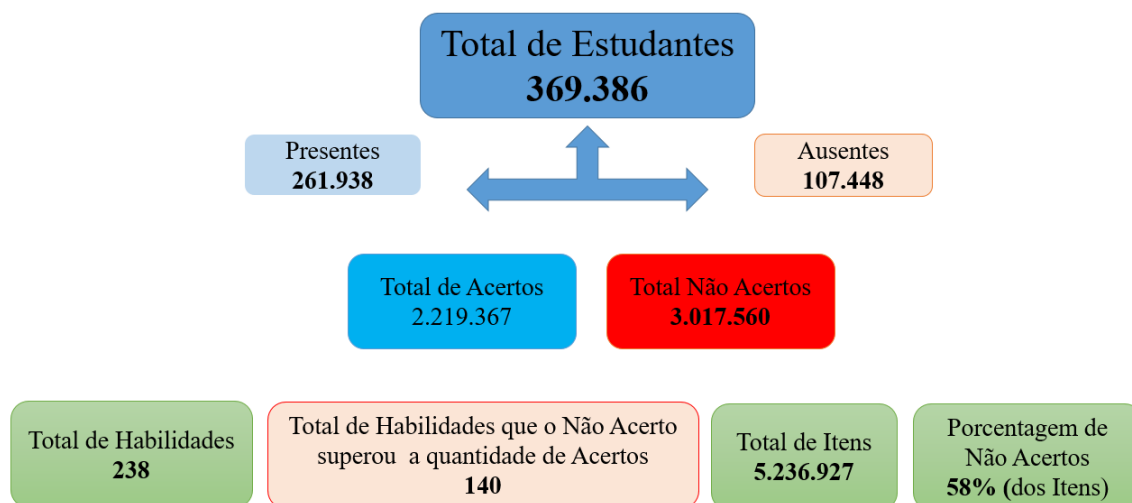 Total de Estudantes
369.386
Presentes
261.938
Ausentes
107.448
Total de Acertos
2.219.367
Total Não Acertos
3.017.560
Total de Habilidades
238
Total de Habilidades que o Não Acerto
superou a quantidade de Acertos
140
Total de Itens
5.236.927
Porcentagem de
Não Acertos
58% (dos Itens)